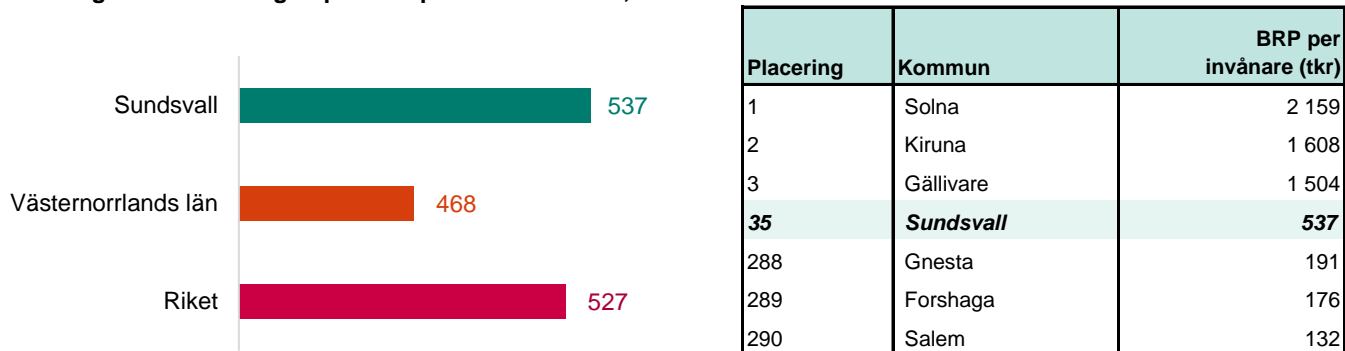 Sundsvall
537
Västernorrlands län
468
Riket
527
Placering Kommun BRP per invånare (tkr)
1 Solna 2 159
2 Kiruna 1 608
3 Gällivare 1 504
35 Sundsvall 537
288 Gnesta 191
289 Forshaga 176
290 Salem 132